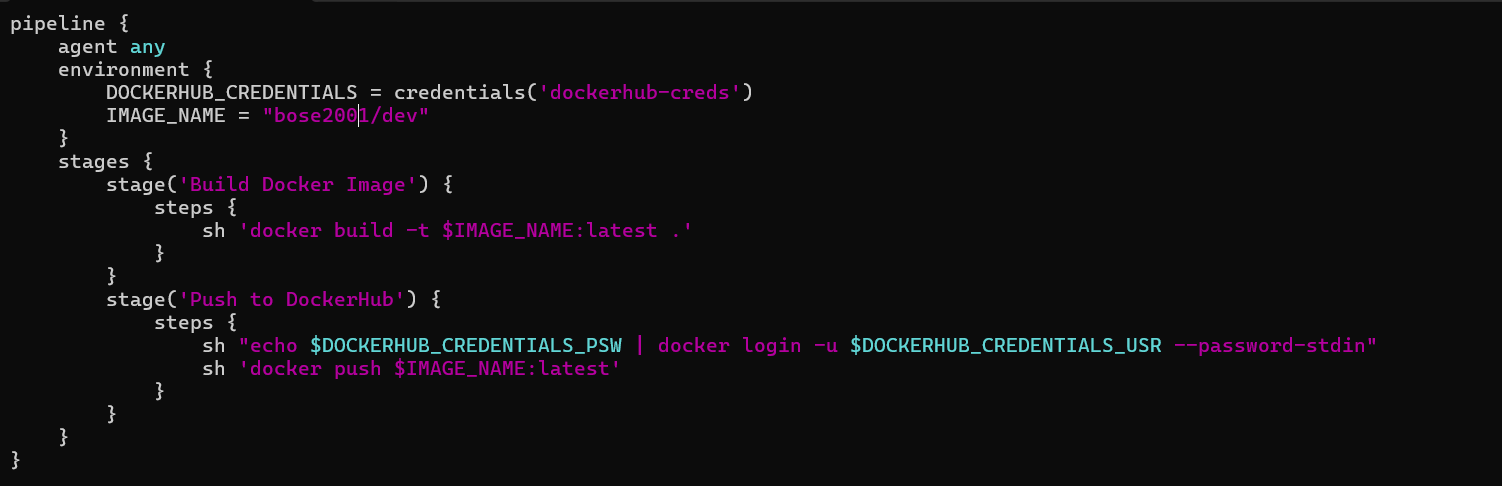 pipeline {
    agent any
    environment {
        DOCKERHUB_CREDENTIALS = credentials('dockerhub-creds')
        IMAGE_NAME = "bose2001/dev"
    }
    stages {
        stage('Build Docker Image') {
            steps {
                sh 'docker build -t $IMAGE_NAME:latest .'
            }
        }
        stage('Push to DockerHub') {
            steps {
                sh "echo $DOCKERHUB_CREDENTIALS_PSW | docker login -u $DOCKERHUB_CREDENTIALS_USR --password-stdin"
                sh 'docker push $IMAGE_NAME:latest'
            }
        }
    }
}